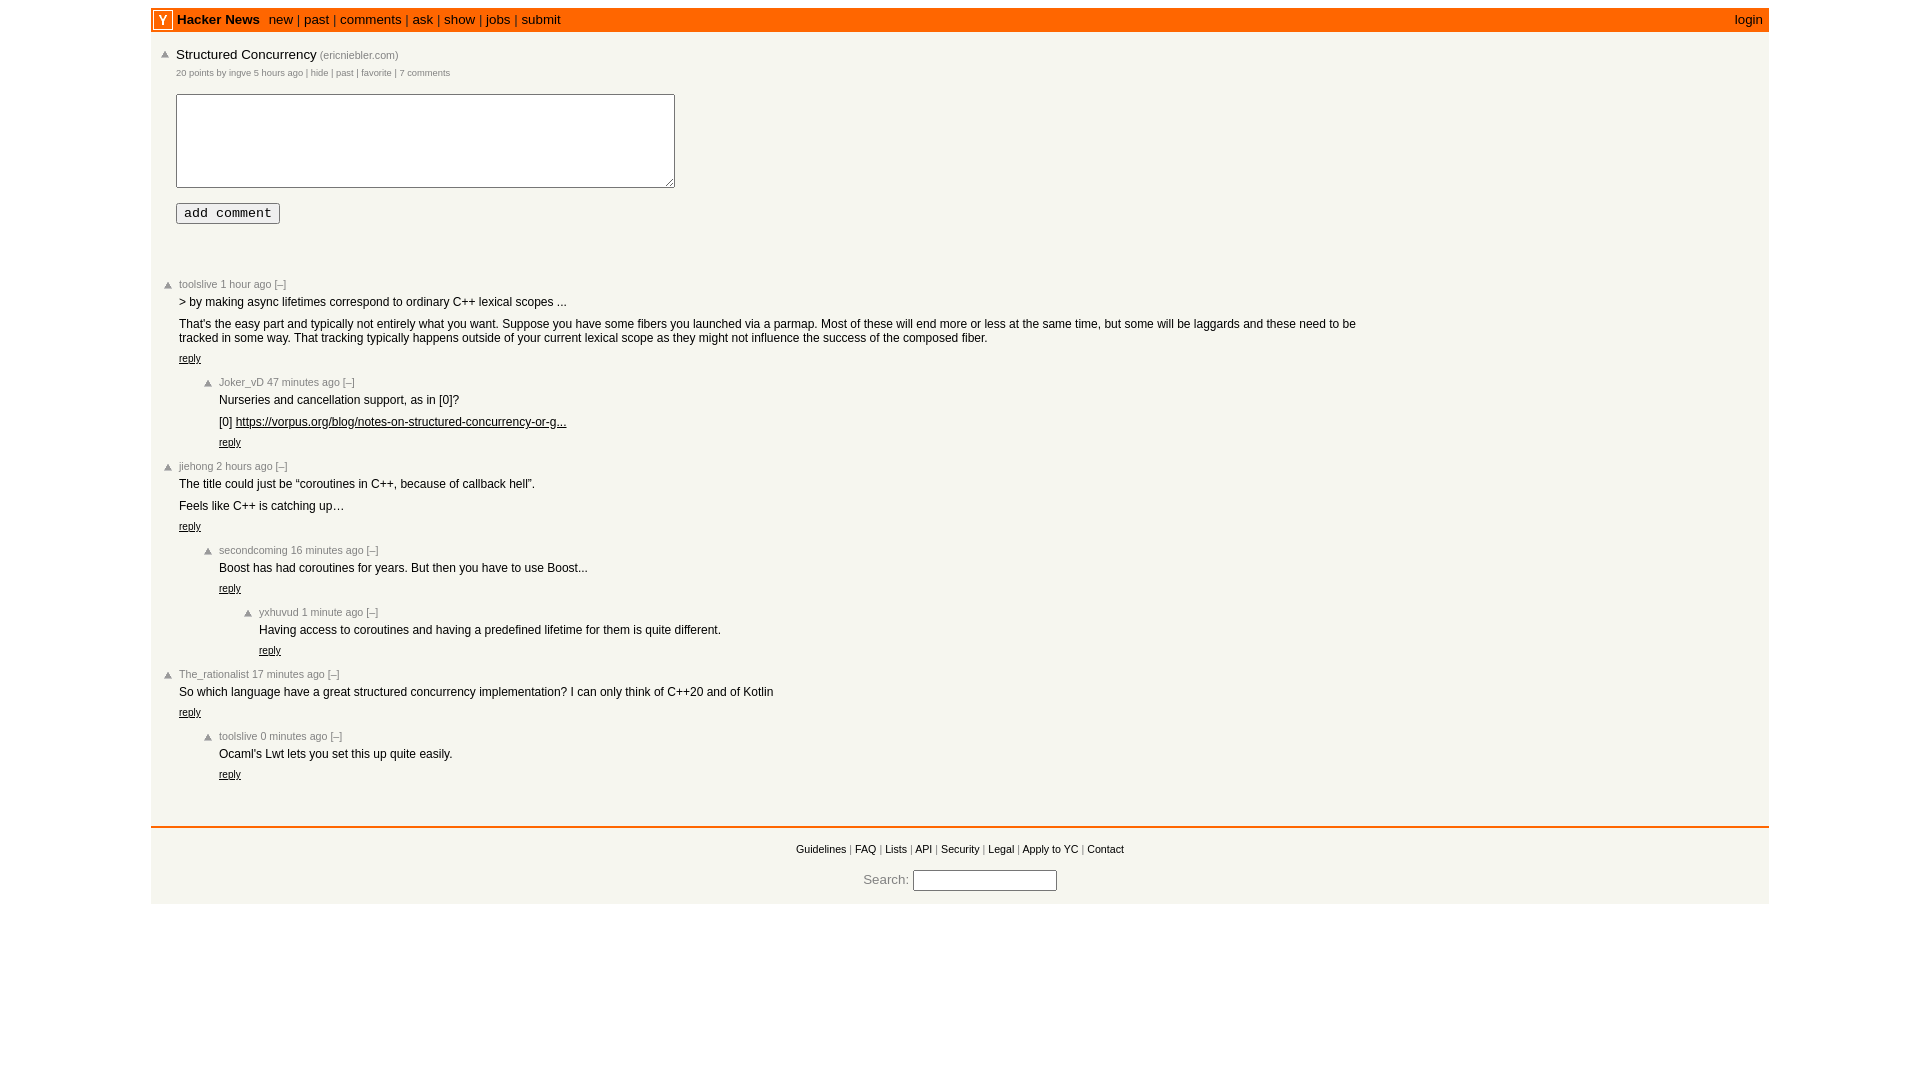 Y Hacker News new | past | comments | ask | show | jobs | submit login
Structured Concurrency (ericniebler.com)
20 points by ingve 5 hours ago | hide | past | favorite | 7 comments
add comment
toolslive 1 hour ago [–]
> by making async lifetimes correspond to ordinary C++ lexical scopes ...
That's the easy part and typically not entirely what you want. Suppose you have some fibers you launched via a parmap. Most of these will end more or less at the same time, but some will be laggards and these need to be
tracked in some way. That tracking typically happens outside of your current lexical scope as they might not influence the success of the composed fiber.
reply
Joker_vD 47 minutes ago [–]
Nurseries and cancellation support, as in [0]?
[0] https://vorpus.org/blog/notes-on-structured-concurrency-or-g...
reply
jiehong 2 hours ago [–]
The title could just be “coroutines in C++, because of callback hell”.
Feels like C++ is catching up…
reply
secondcoming 16 minutes ago [–]
Boost has had coroutines for years. But then you have to use Boost...
reply
yxhuvud 1 minute ago [–]
Having access to coroutines and having a predefined lifetime for them is quite different.
reply
The_rationalist 17 minutes ago [–]
So which language have a great structured concurrency implementation? I can only think of C++20 and of Kotlin
reply
toolslive 0 minutes ago [–]
Ocaml's Lwt lets you set this up quite easily.
reply
Guidelines | FAQ | Lists | API | Security | Legal | Apply to YC | Contact
Search: